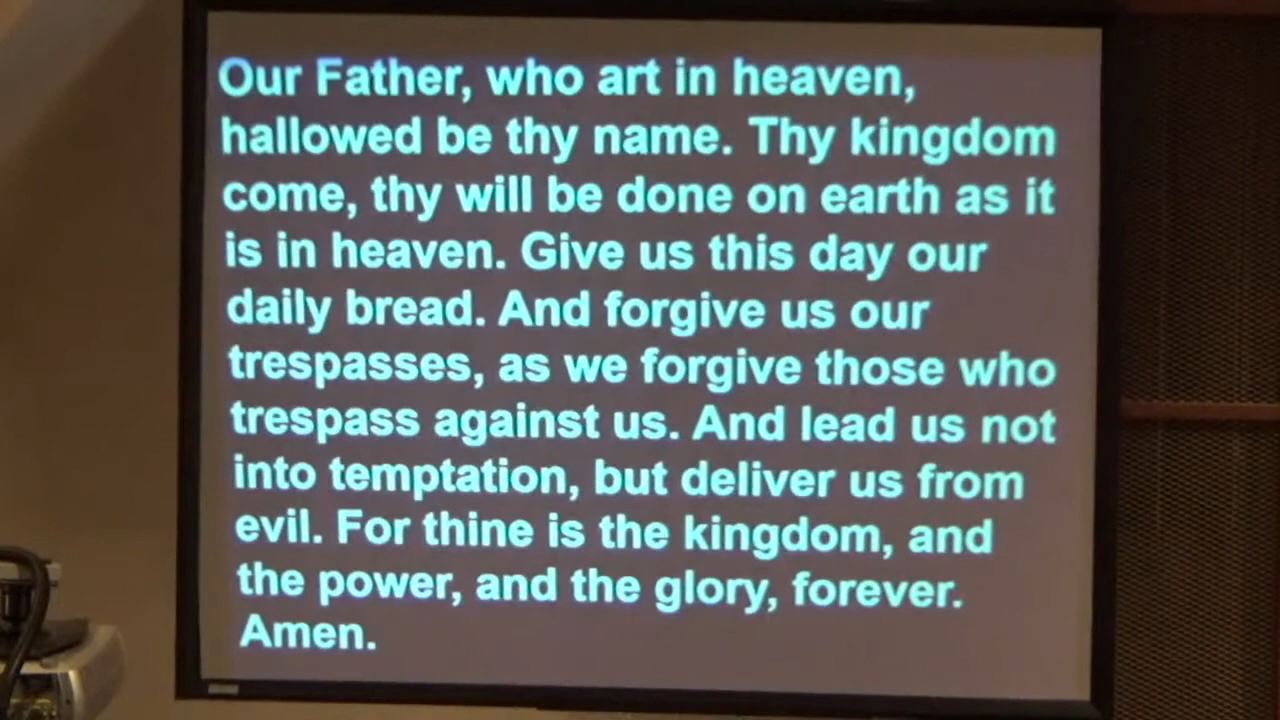 Our Father, who art in heaven,
hallowed be thy name. Thy kingdom
come, thy will be done on earth as it
is in heaven. Give us this day our
daily bread. And forgive us our
trespasses, as we forgive those who
trespass against us. And lead us not
into temptation, but deliver us from
evil. For thine is the kingdom, and
the power, and the glory, forever.
Amen.